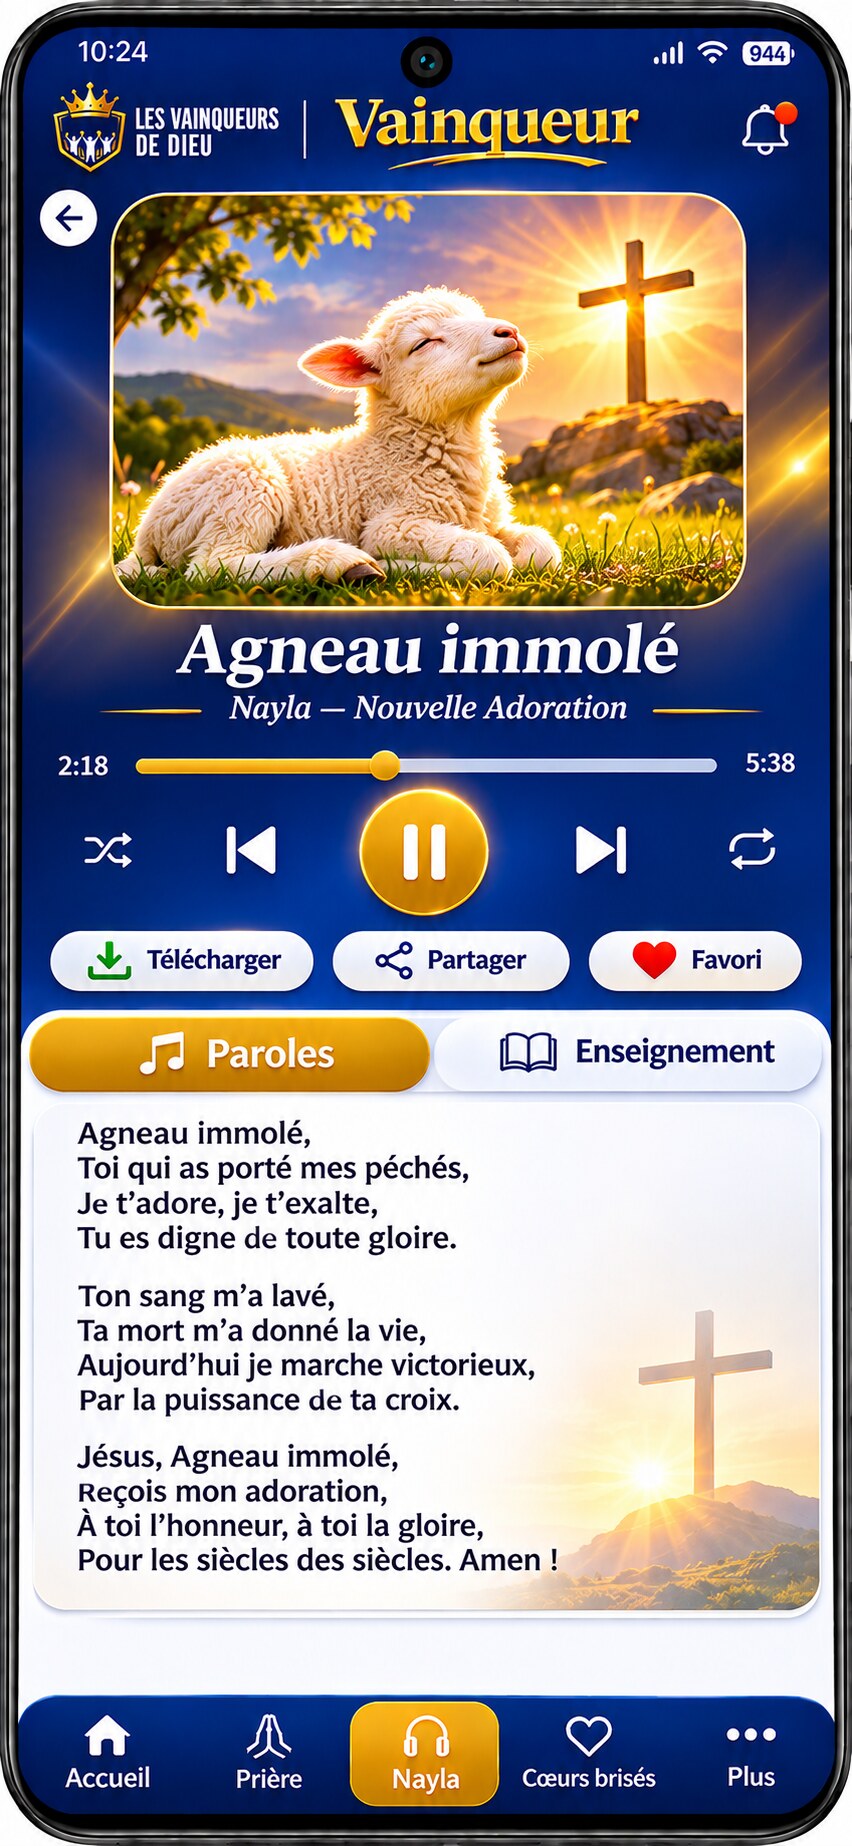 10:24
944
LES VAINQUEURS
DE DIEU
Vainqueur
Agneau immolé
Nayla — Nouvelle Adoration
2:18
5:38
Télécharger
Partager
Favori
Paroles
Enseignement
Agneau immolé,
Toi qui as porté mes péchés,
Je t’adore, je t’exalte,
Tu es digne de toute gloire.
Ton sang m’a lavé,
Ta mort m’a donné la vie,
Aujourd’hui je marche victorieux,
Par la puissance de ta croix.
Jésus, Agneau immolé,
Reçois mon adoration,
À toi l’honneur, à toi la gloire,
Pour les siècles des siècles. Amen !
Accueil
Prière
Nayla
Cœurs brisés
Plus